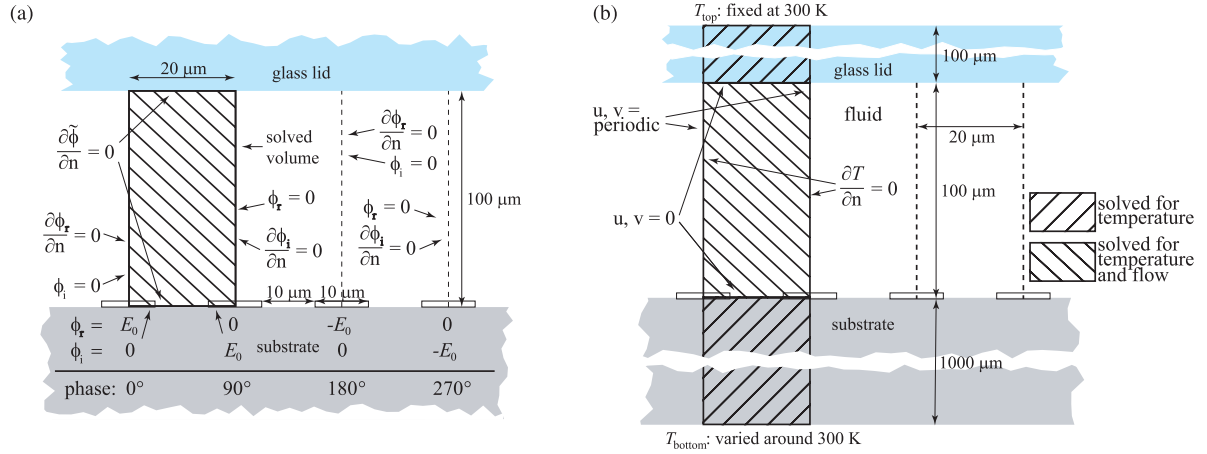 (a)
20 μm
glass lid
∂φ̃/∂n = 0
solved
volume
∂φr/∂n = 0
φi = 0
100 μm
φr = 0
φr = 0
∂φr/∂n = 0
∂φi/∂n = 0
∂φi/∂n = 0
φi = 0
10 μm
10 μm
φr = E0 0 -E0 0
φi = 0 E0 0 -E0
substrate
phase: 0° 90° 180° 270°
(b)
Ttop: fixed at 300 K
100 μm
glass lid
u, v =
periodic
fluid
20 μm
∂T/∂n = 0
100 μm
u, v = 0
solved for
temperature
solved for
temperature
and flow
substrate
1000 μm
Tbottom: varied around 300 K